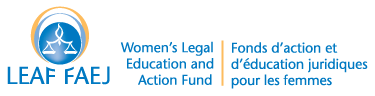 LEAF FAEJ
Women's Legal
Education and
Action Fund
Fonds d'action et
d'éducation juridiques
pour les femmes